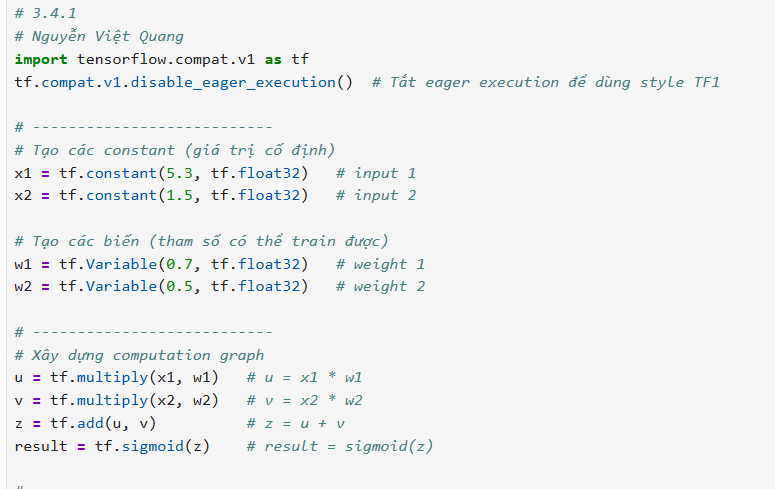 # 3.4.1
# Nguyễn Việt Quang
import tensorflow.compat.v1 as tf
tf.compat.v1.disable_eager_execution()  # Tắt eager execution để dùng style TF1
# ---------------------------
# Tạo các constant (giá trị cố định)
x1 = tf.constant(5.3, tf.float32)   # input 1
x2 = tf.constant(1.5, tf.float32)   # input 2
# Tạo các biến (tham số có thể train được)
w1 = tf.Variable(0.7, tf.float32)   # weight 1
w2 = tf.Variable(0.5, tf.float32)   # weight 2
# ---------------------------
# Xây dựng computation graph
u = tf.multiply(x1, w1)   # u = x1 * w1
v = tf.multiply(x2, w2)   # v = x2 * w2
z = tf.add(u, v)          # z = u + v
result = tf.sigmoid(z)    # result = sigmoid(z)